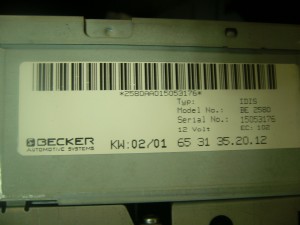 *2580AA015053176*
Typ: IDIS
Model No.: BE 2580
Serial No.: 15053176
12 Volt EC: 102
BECKER
AUTOMOTIVE SYSTEMS
KW:02/01 65 31 35.20.12